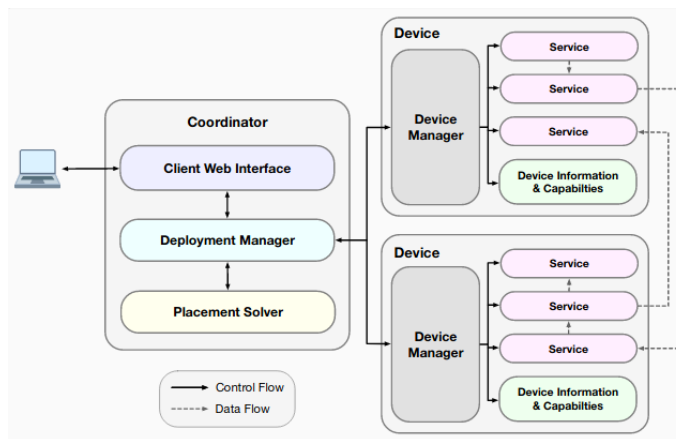 Coordinator
Client Web Interface
Deployment Manager
Placement Solver
Control Flow
Data Flow
Device
Device
Manager
Service
Service
Service
Device Information
& Capabilties
Device
Device
Manager
Service
Service
Service
Device Information
& Capabilties